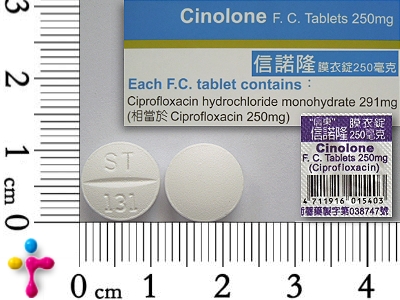 Cinolone F. C. Tablets 250mg
信諾隆 膜衣錠250毫克
Each F.C. tablet contains :
Ciprofloxacin hydrochloride monohydrate 291mg
(相當於 Ciprofloxacin 250mg)
"信東" 膜衣錠
信諾隆 250毫克
Cinolone
F. C. Tablets 250mg
(Ciprofloxacin)
4 711916 015403
衛署藥製字第038747號
ST
131
3
2
1
cm
0
0 cm 1 2 3 4